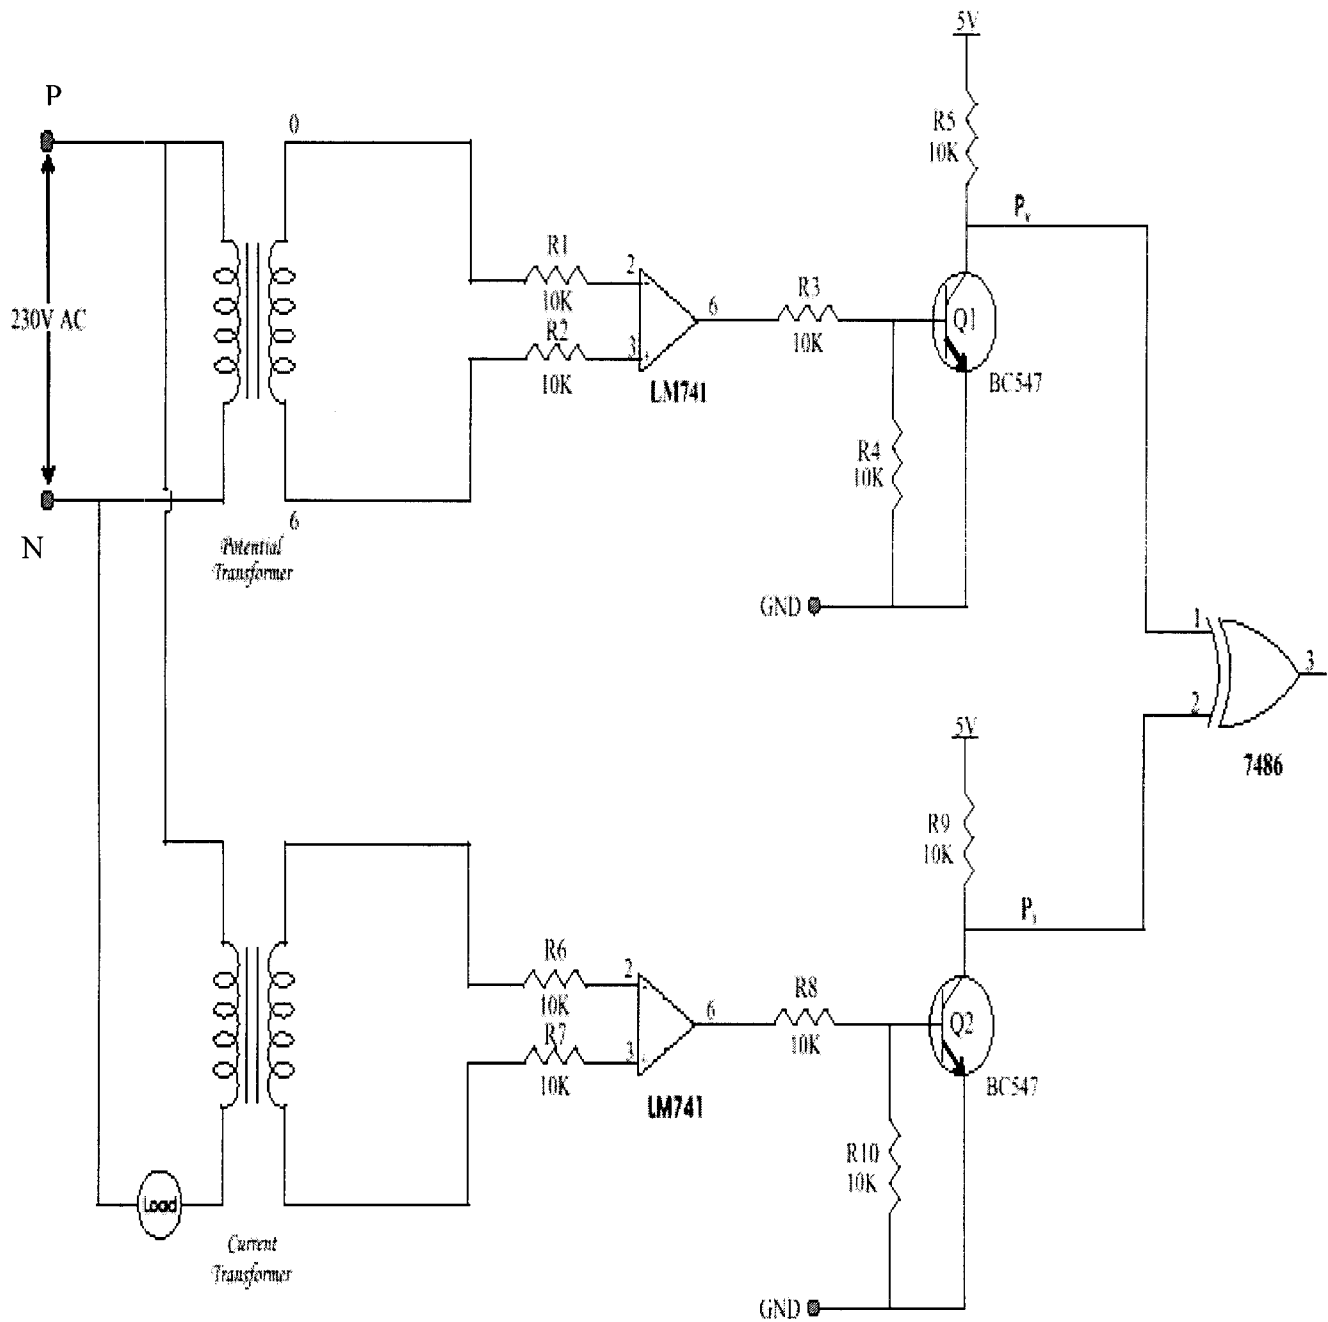 P
230V AC
N
0
6
Potential
Transformer
R1
10K
R2
10K
2
3
6
LM741
R3
10K
R4
10K
GND
5V
R5
10K
Pv
Q1
BC547
1
2
3
7486
Load
Current
Transformer
R6
10K
R7
10K
2
3
6
LM741
R8
10K
R10
10K
GND
5V
R9
10K
Pi
Q2
BC547